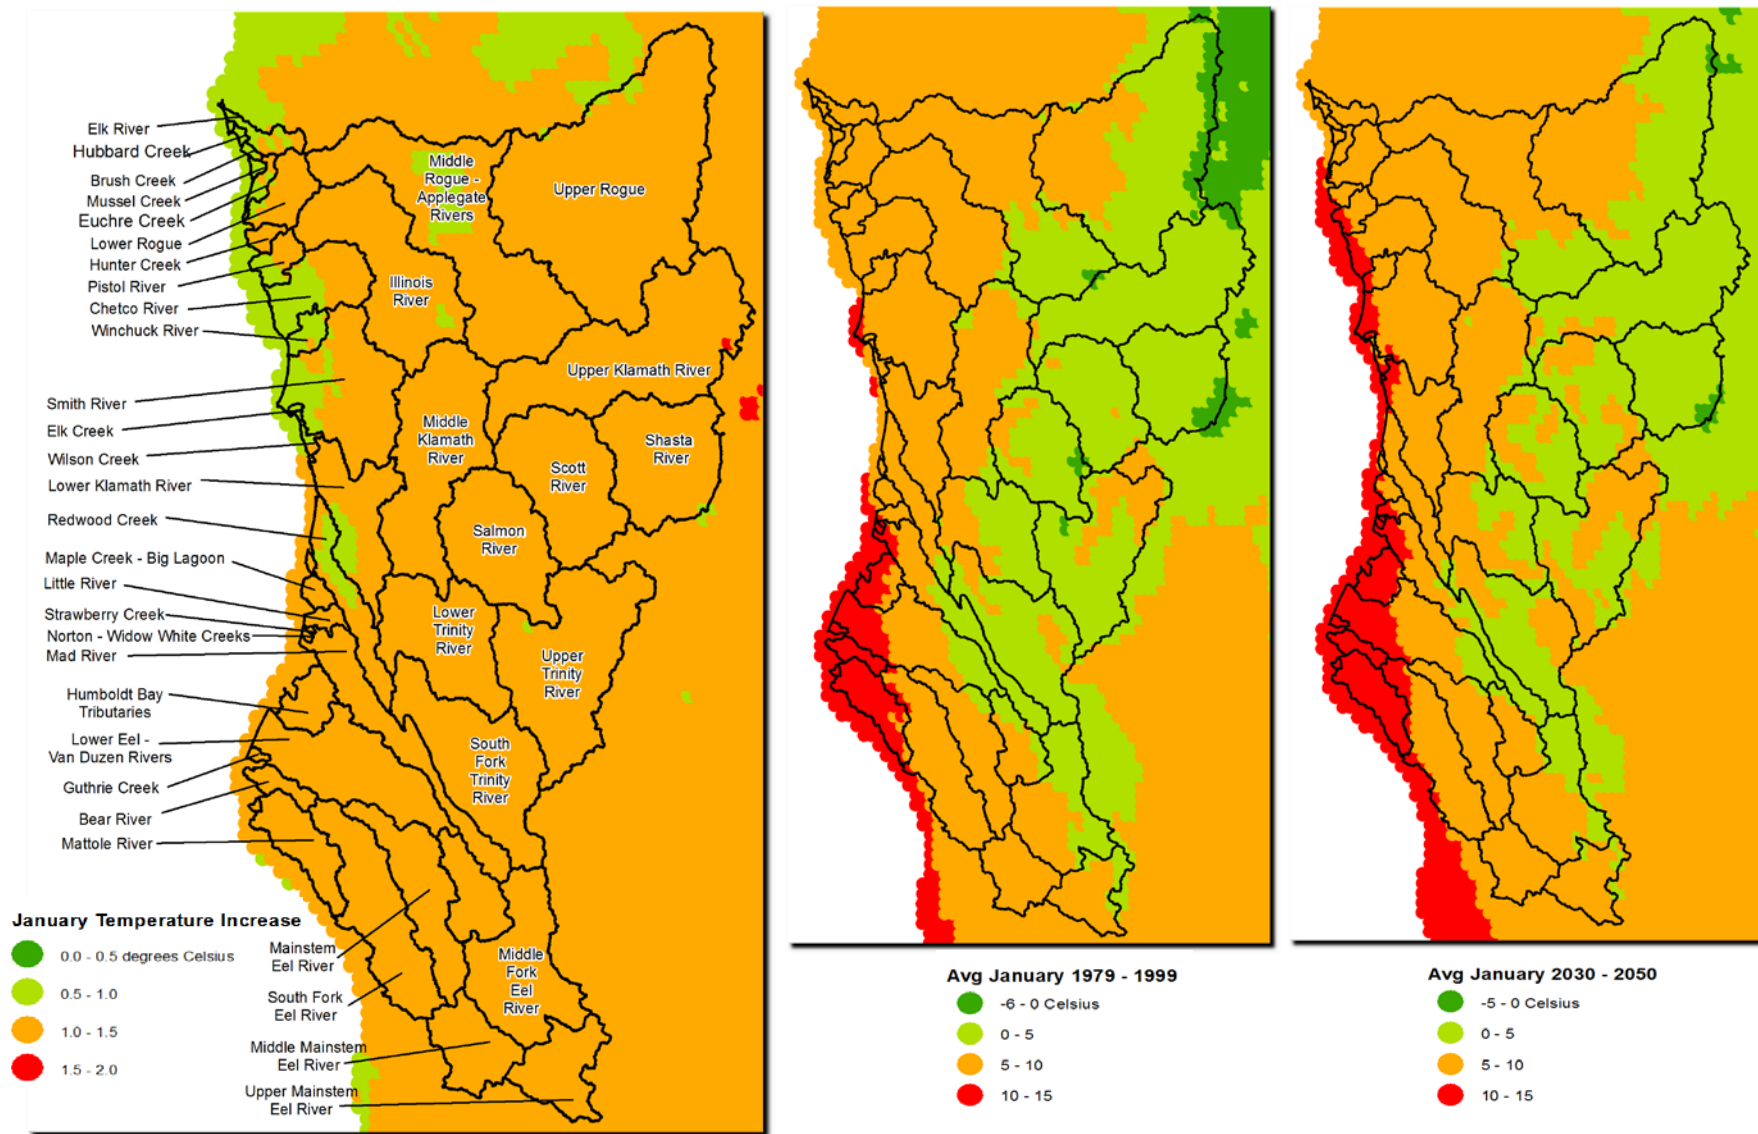 Elk River
Hubbard Creek
Brush Creek
Mussel Creek
Euchre Creek
Lower Rogue
Hunter Creek
Pistol River
Chetco River
Winchuck River
Smith River
Elk Creek
Wilson Creek
Lower Klamath River
Redwood Creek
Maple Creek - Big Lagoon
Little River
Strawberry Creek
Norton - Widow White Creeks
Mad River
Humboldt Bay
Tributaries
Lower Eel -
Van Duzen Rivers
Guthrie Creek
Bear River
Mattole River
Mainstem
Eel River
South Fork
Eel River
Middle Mainstem
Eel River
Upper Mainstem
Eel River
Middle
Rogue -
Applegate
Rivers
Upper Rogue
Illinois
River
Upper Klamath River
Middle
Klamath
River
Shasta
River
Scott
River
Salmon
River
Lower
Trinity
River
Upper
Trinity
River
South
Fork
Trinity
River
Middle
Fork
Eel
River
January Temperature Increase
0.0 - 0.5 degrees Celsius
0.5 - 1.0
1.0 - 1.5
1.5 - 2.0
Avg January 1979 - 1999
-6 - 0 Celsius
0 - 5
5 - 10
10 - 15
Avg January 2030 - 2050
-5 - 0 Celsius
0 - 5
5 - 10
10 - 15